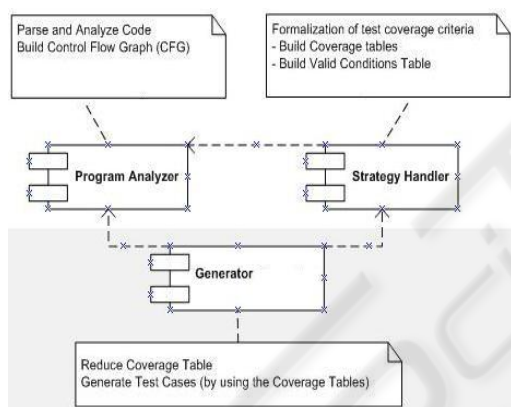 Parse and Analyze Code
Build Control Flow Graph (CFG)
Formalization of test coverage criteria
- Build Coverage tables
- Build Valid Conditions Table
Program Analyzer
Strategy Handler
Generator
Reduce Coverage Table
Generate Test Cases (by using the Coverage Tables)